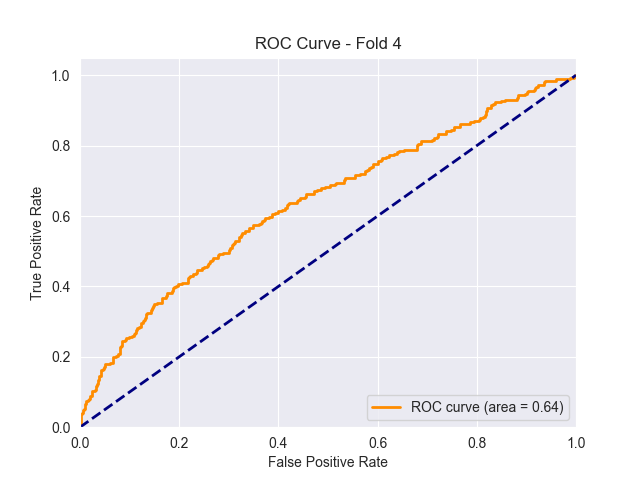 ROC Curve - Fold 4
True Positive Rate
1.0
0.8
0.6
0.4
0.2
0.0
0.0 0.2 0.4 0.6 0.8 1.0
False Positive Rate
ROC curve (area = 0.64)